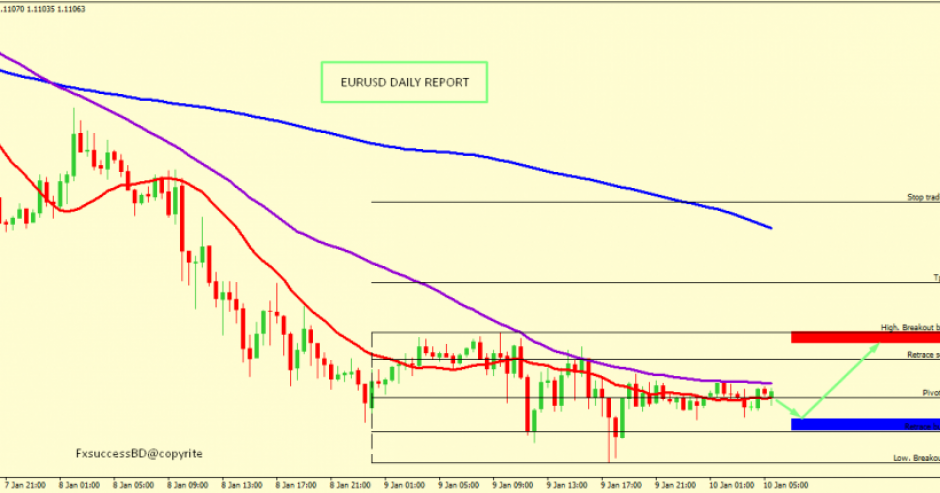 .11070 1.11035 1.11063
EURUSD DAILY REPORT
Stop trad
High. Breakout b
Retrace s
Pivo
Low. Breakou
FxsuccessBD@copyrite
7 Jan 21:00 8 Jan 01:00 8 Jan 05:00 8 Jan 09:00 8 Jan 13:00 8 Jan 17:00 8 Jan 21:00 9 Jan 01:00 9 Jan 05:00 9 Jan 09:00 9 Jan 13:00 9 Jan 17:00 9 Jan 21:00 10 Jan 01:00 10 Jan 05:00